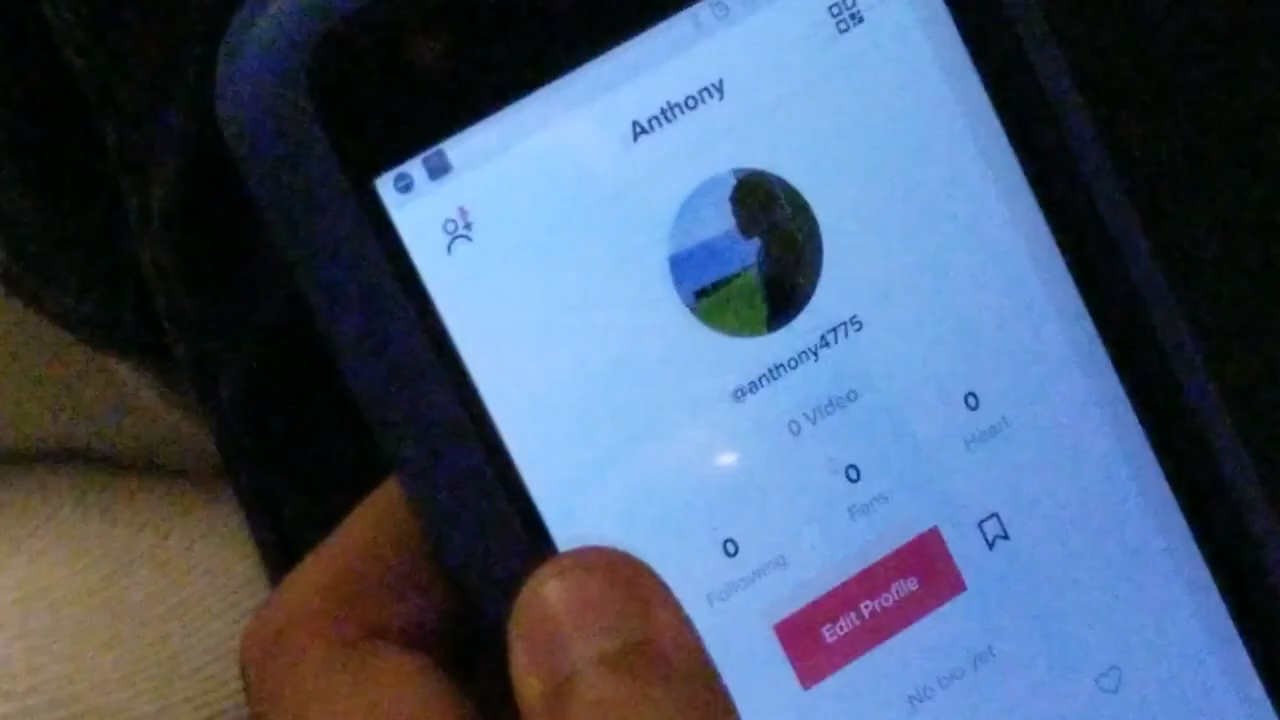 Anthony
@anthony4775
0 Video
0 0 0
Following Fans Heart
Edit Profile
No bio yet